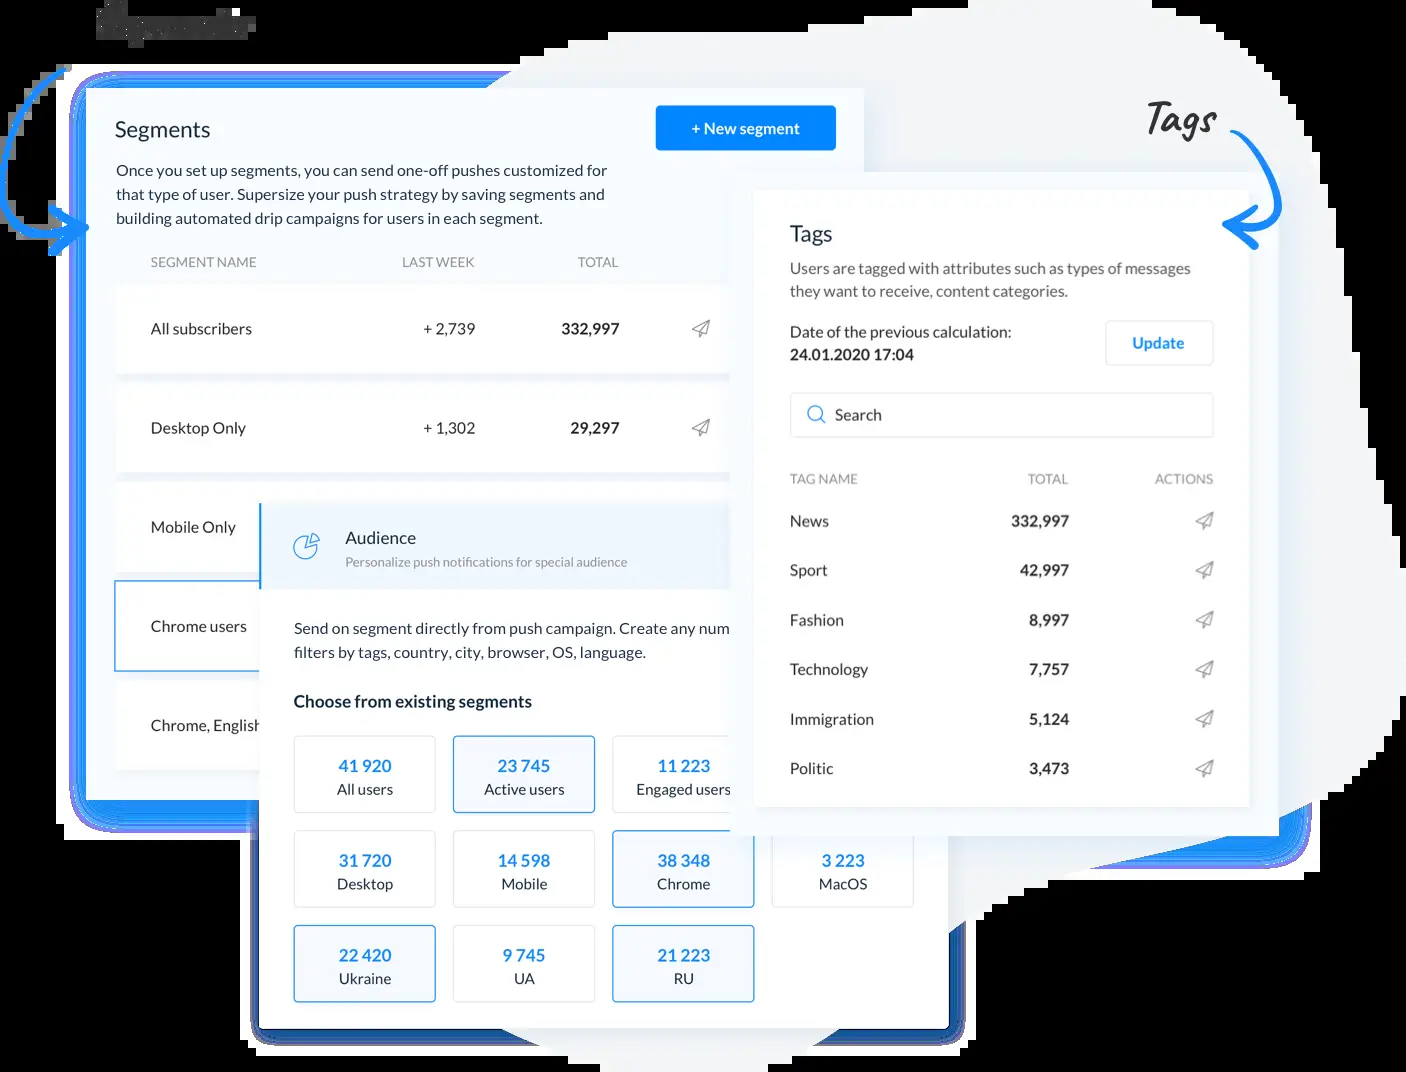 Tags
Segments
+ New segment
Once you set up segments, you can send one-off pushes customized for
that type of user. Supersize your push strategy by saving segments and
building automated drip campaigns for users in each segment.
SEGMENT NAME LAST WEEK TOTAL
All subscribers + 2,739 332,997
Desktop Only + 1,302 29,297
Mobile Only
Chrome users
Chrome, English
Audience
Personalize push notifications for special audience
Send on segment directly from push campaign. Create any num
filters by tags, country, city, browser, OS, language.
Choose from existing segments
41 920 23 745 11 223
All users Active users Engaged users
31 720 14 598 38 348 3 223
Desktop Mobile Chrome MacOS
22 420 9 745 21 223
Ukraine UA RU
Tags
Users are tagged with attributes such as types of messages
they want to receive, content categories.
Date of the previous calculation:
24.01.2020 17:04
Update
Search
TAG NAME TOTAL ACTIONS
News 332,997
Sport 42,997
Fashion 8,997
Technology 7,757
Immigration 5,124
Politic 3,473